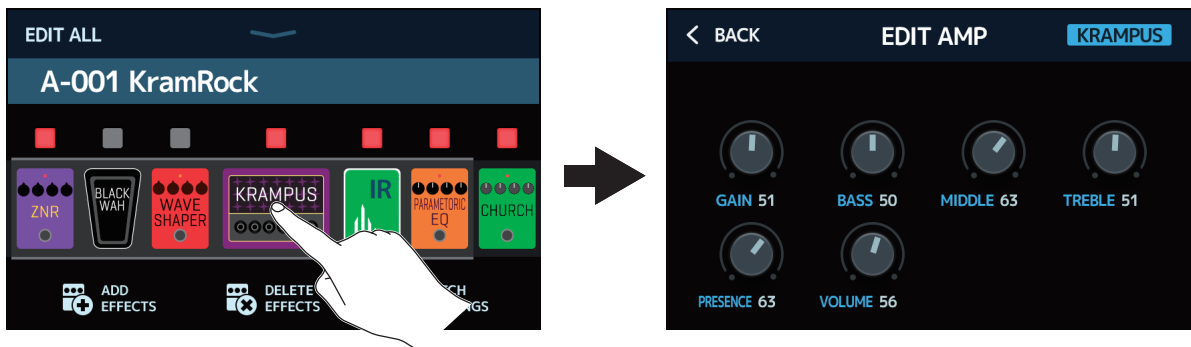 EDIT ALL
A-001 KramRock
ZNR
BLACK
WAH
WAVE
SHAPER
KRAMPUS
IR
PARAMETORIC
EQ
CHURCH
ADD
EFFECTS
DELETE
EFFECTS
BACK
EDIT AMP
KRAMPUS
GAIN 51
BASS 50
MIDDLE 63
TREBLE 51
PRESENCE 63
VOLUME 56